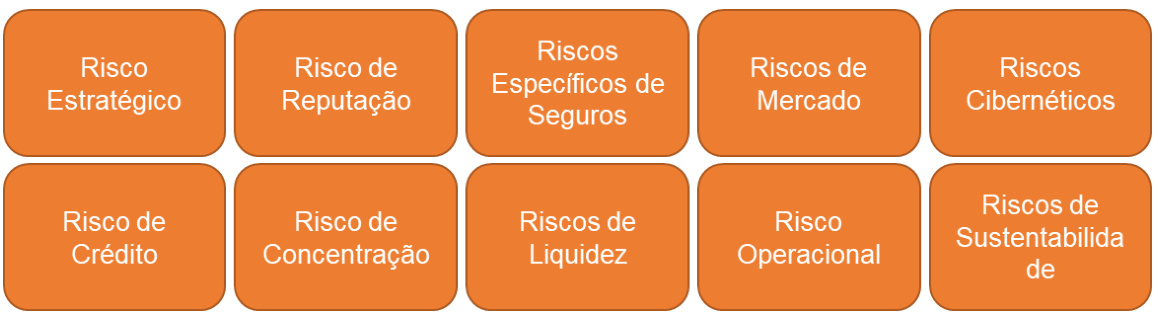 Risco
Estratégico
Risco de
Reputação
Riscos
Específicos de
Seguros
Riscos de
Mercado
Riscos
Cibernéticos
Risco de
Crédito
Risco de
Concentração
Riscos de
Liquidez
Risco
Operacional
Riscos de
Sustentabilida
de